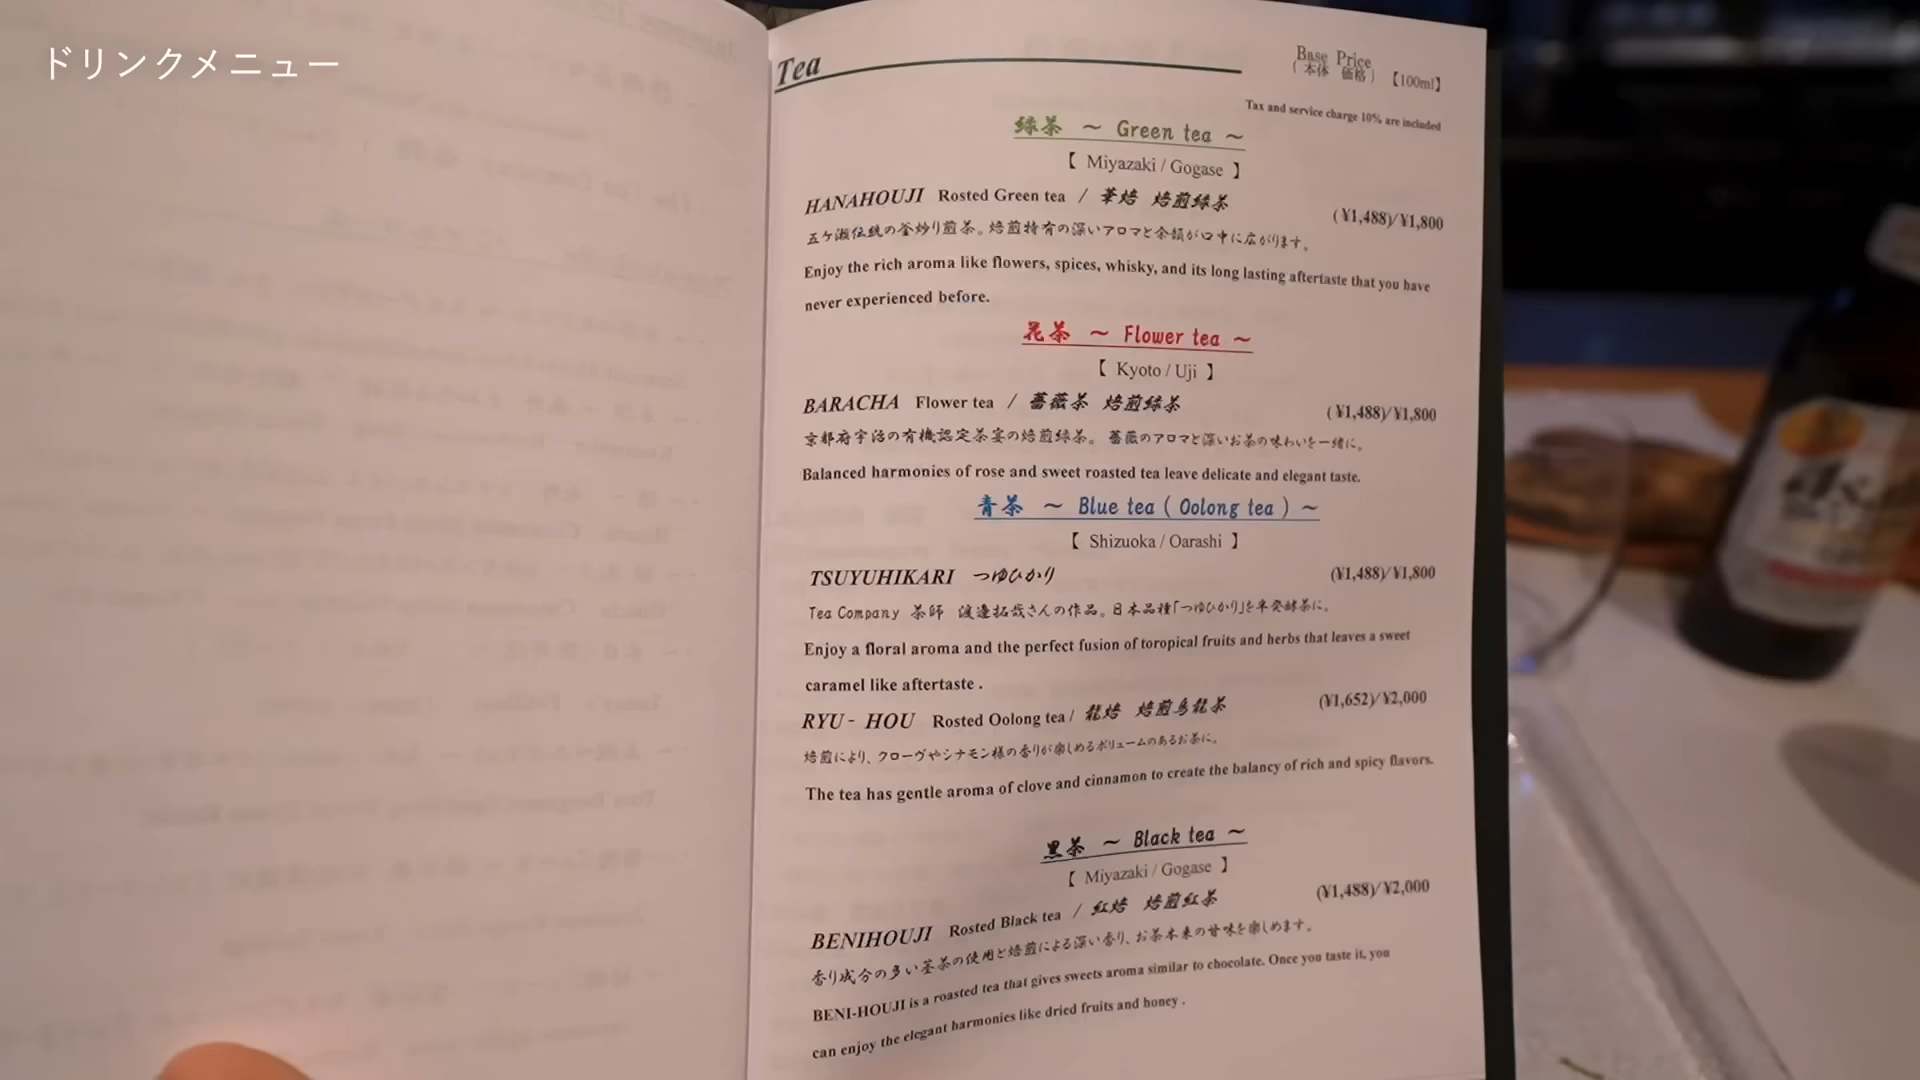 ドリンクメニュー
Tea
Base Price
(本体 価格) 【100ml】
Tax and service charge 10% are included
緑茶 ～ Green tea ～
【 Miyazaki / Gogase 】
HANAHOUJI Rosted Green tea / 華焙 焙煎緑茶 (¥1,488)/¥1,800
五ケ瀬伝統の釜炒り煎茶。焙煎特有の深いアロマと余韻が口中に広がります。
Enjoy the rich aroma like flowers, spices, whisky, and its long lasting aftertaste that you have
never experienced before.
花茶 ～ Flower tea ～
【 Kyoto / Uji 】
BARACHA Flower tea / 薔薇茶 焙煎緑茶 (¥1,488)/¥1,800
京都府宇治の有機認定茶宴の焙煎緑茶。 薔薇のアロマと深いお茶の味わいを一緒に。
Balanced harmonies of rose and sweet roasted tea leave delicate and elegant taste.
青茶 ～ Blue tea ( Oolong tea ) ～
【 Shizuoka / Oarashi 】
TSUYUHIKARI つゆひかり (¥1,488)/¥1,800
Tea Company 茶師 渡邉拓哉さんの作品。日本品種「つゆひかり」を半発酵茶に。
Enjoy a floral aroma and the perfect fusion of toropical fruits and herbs that leaves a sweet
caramel like aftertaste .
RYU - HOU Rosted Oolong tea / 龍焙 焙煎烏龍茶 (¥1,652)/¥2,000
焙煎により、クローヴやシナモン様の香りが楽しめるボリュームのあるお茶に。
The tea has gentle aroma of clove and cinnamon to create the balancy of rich and spicy flavors.
黒茶 ～ Black tea ～
【 Miyazaki / Gogase 】
BENIHOUJI Rosted Black tea / 紅焙 焙煎紅茶 (¥1,488)/¥2,000
香り成分の多い茎茶の使用と焙煎による深い香り、お茶本来の甘味を楽しめます。
BENI-HOUJI is a roasted tea that gives sweets aroma similar to chocolate. Once you taste it, you
can enjoy the elegant harmonies like dried fruits and honey .